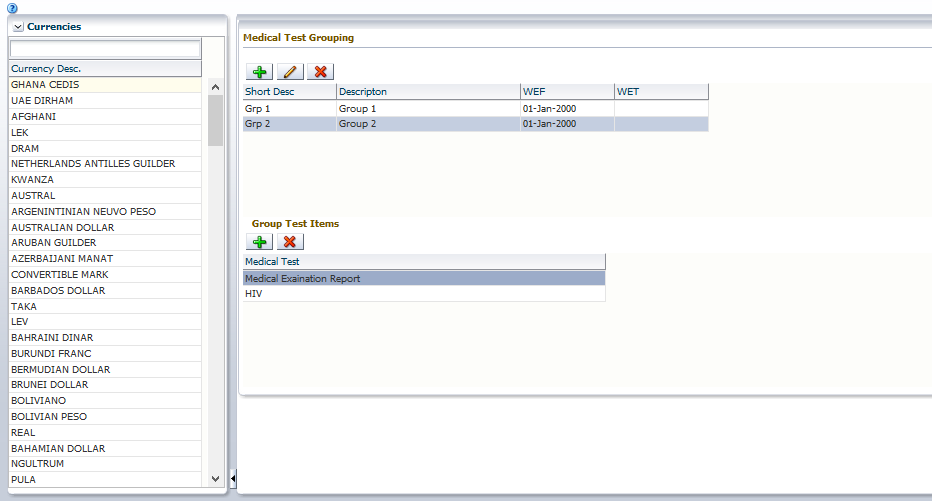 ?
Currencies
Currency Desc.
GHANA CEDIS
UAE DIRHAM
AFGHANI
LEK
DRAM
NETHERLANDS ANTILLES GUILDER
KWANZA
AUSTRAL
ARGENINTINIAN NEUVO PESO
AUSTRALIAN DOLLAR
ARUBAN GUILDER
AZERBAIJANI MANAT
CONVERTIBLE MARK
BARBADOS DOLLAR
TAKA
LEV
BAHRAINI DINAR
BURUNDI FRANC
BERMUDIAN DOLLAR
BRUNEI DOLLAR
BOLIVIANO
BOLIVIAN PESO
REAL
BAHAMIAN DOLLAR
NGULTRUM
PULA
Medical Test Grouping
Short Desc Descripton WEF WET
Grp 1 Group 1 01-Jan-2000
Grp 2 Group 2 01-Jan-2000
Group Test Items
Medical Test
Medical Exaination Report
HIV